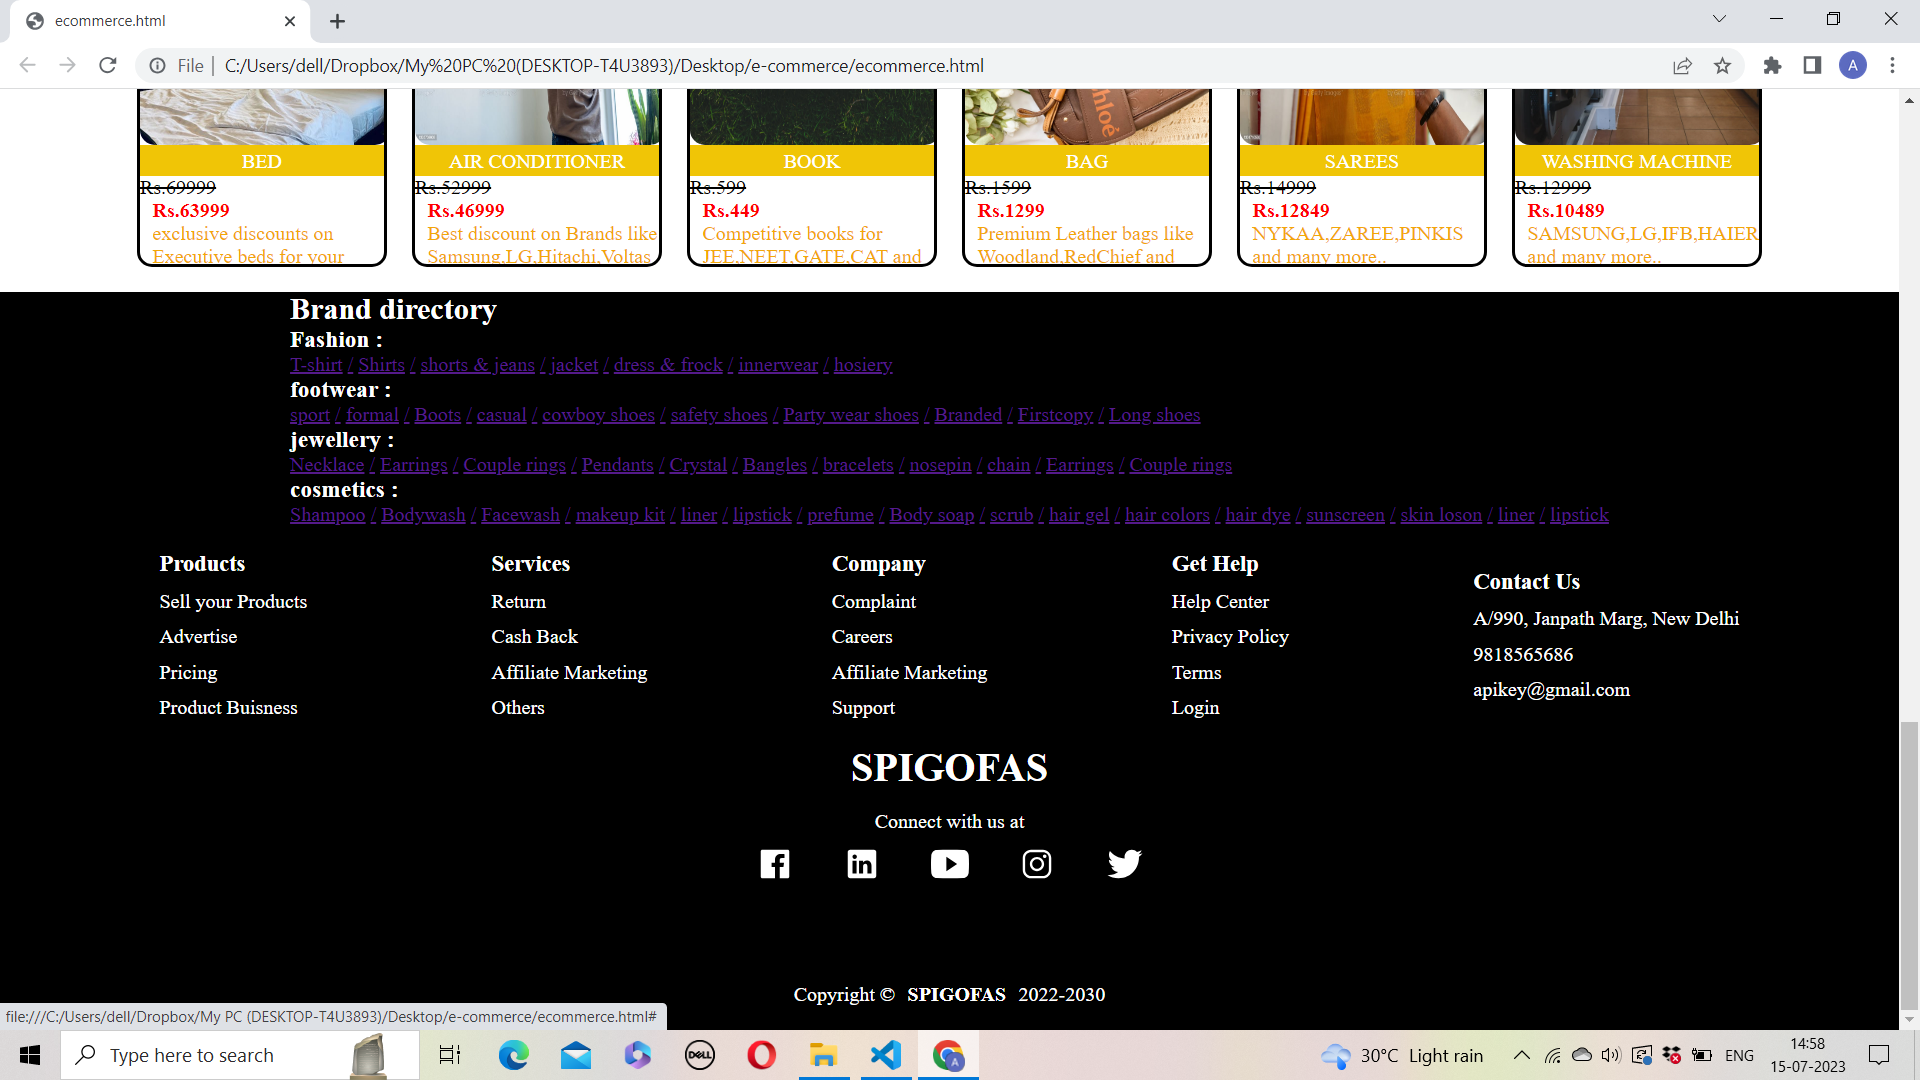 ecommerce.html
File | C:/Users/dell/Dropbox/My%20PC%20(DESKTOP-T4U3893)/Desktop/e-commerce/ecommerce.html
A
Chloé
BED
AIR CONDITIONER
BOOK
BAG
SAREES
WASHING MACHINE
Rs.69999
Rs.52999
Rs.599
Rs.1599
Rs.14999
Rs.12999
Rs.63999
Rs.46999
Rs.449
Rs.1299
Rs.12849
Rs.10489
exclusive discounts on
Best discount on Brands like
Competitive books for
Premium Leather bags like
NYKAA,ZAREE,PINKIS
SAMSUNG,LG,IFB,HAIER
Executive beds for your
Samsung,LG,Hitachi,Voltas
JEE,NEET,GATE,CAT and
Woodland,RedChief and
and many more..
and many more..
Brand directory
Fashion :
T-shirt / Shirts / shorts & jeans / jacket / dress & frock / innerwear / hosiery
footwear :
sport / formal / Boots / casual / cowboy shoes / safety shoes / Party wear shoes / Branded / Firstcopy / Long shoes
jewellery :
Necklace / Earrings / Couple rings / Pendants / Crystal / Bangles / bracelets / nosepin / chain / Earrings / Couple rings
cosmetics :
Shampoo / Bodywash / Facewash / makeup kit / liner / lipstick / prefume / Body soap / scrub / hair gel / hair colors / hair dye / sunscreen / skin loson / liner / lipstick
Products
Sell your Products
Advertise
Pricing
Product Buisness
Services
Return
Cash Back
Affiliate Marketing
Others
Company
Complaint
Careers
Affiliate Marketing
Support
Get Help
Help Center
Privacy Policy
Terms
Login
Contact Us
A/990, Janpath Marg, New Delhi
9818565686
apikey@gmail.com
SPIGOFAS
Connect with us at
Copyright © SPIGOFAS 2022-2030
file:///C:/Users/dell/Dropbox/My PC (DESKTOP-T4U3893)/Desktop/e-commerce/ecommerce.html#
Type here to search
DELL
A
30°C Light rain
ENG
14:58
15-07-2023